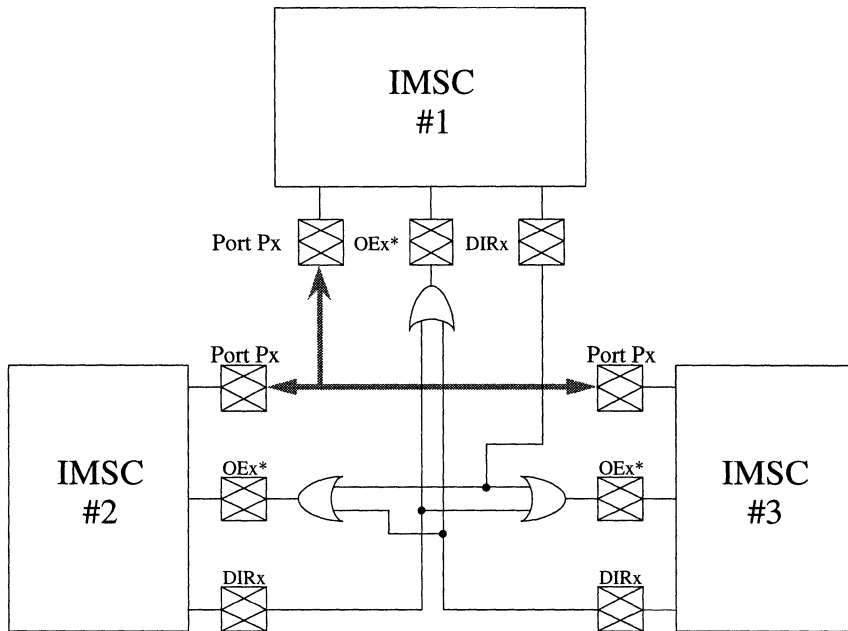 IMSC
#1
Port Px
OEx*
DIRx
Port Px
Port Px
IMSC
#2
OEx*
OEx*
IMSC
#3
DIRx
DIRx